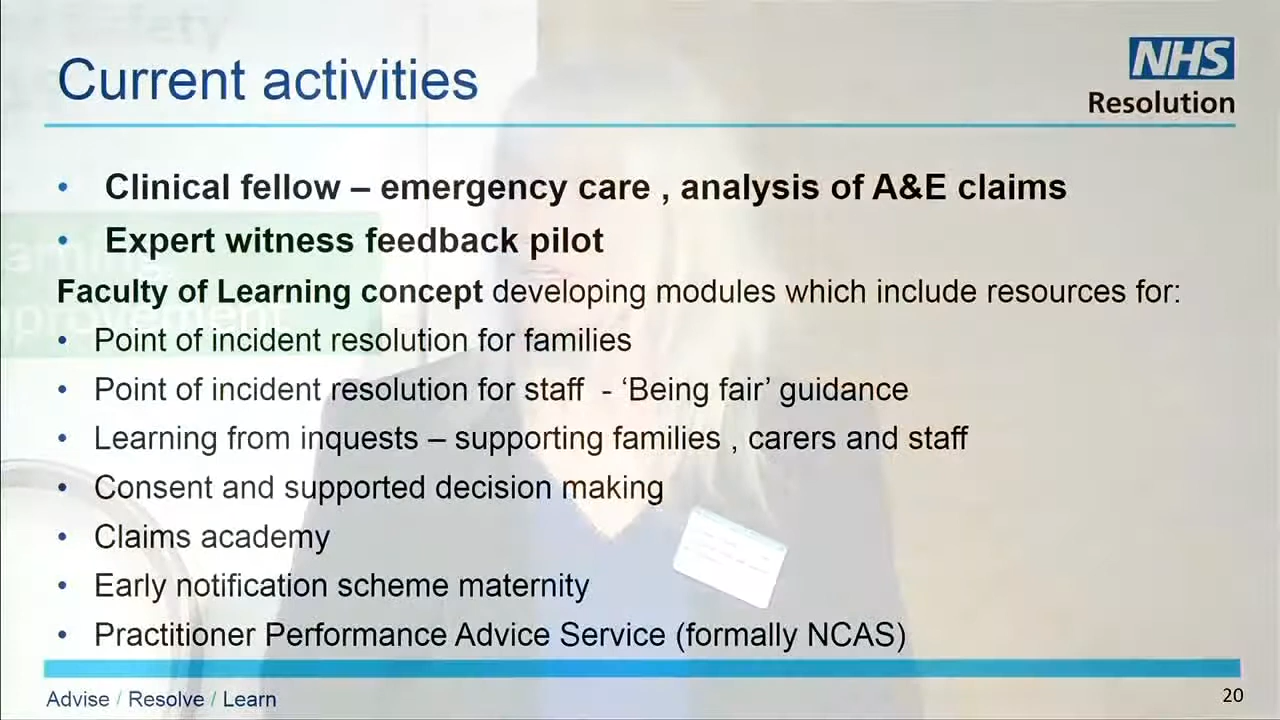 Safety
Current activities
NHS
Resolution
• Clinical fellow – emergency care , analysis of A&E claims
• Expert witness feedback pilot
Faculty of Learning concept developing modules which include resources for:
• Point of incident resolution for families
• Point of incident resolution for staff - ‘Being fair’ guidance
• Learning from inquests – supporting families , carers and staff
• Consent and supported decision making
• Claims academy
• Early notification scheme maternity
• Practitioner Performance Advice Service (formally NCAS)
Advise / Resolve / Learn
20